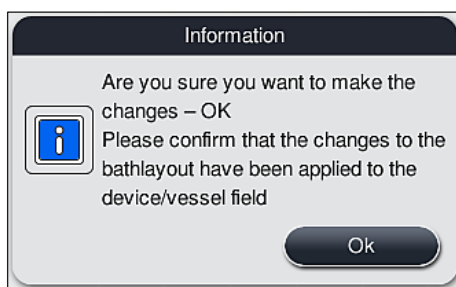 Information
Are you sure you want to make the
changes – OK
Please confirm that the changes to the
bathlayout have been applied to the
device/vessel field
i
Ok